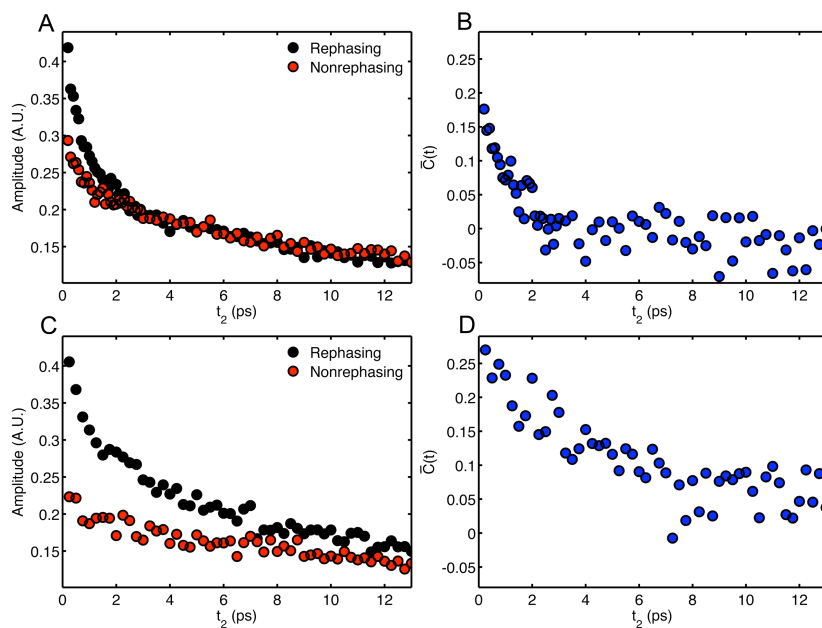 A
Rephasing
Nonrephasing
Amplitude (A.U.)
0.4
0.35
0.3
0.25
0.2
0.15
0 2 4 6 8 10 12
t2 (ps)
B
C̄(t)
0.25
0.2
0.15
0.1
0.05
0
-0.05
0 2 4 6 8 10 12
t2 (ps)
C
Rephasing
Nonrephasing
Amplitude (A.U.)
0.4
0.35
0.3
0.25
0.2
0.15
0 2 4 6 8 10 12
t2 (ps)
D
C̄(t)
0.25
0.2
0.15
0.1
0.05
0
-0.05
0 2 4 6 8 10 12
t2 (ps)